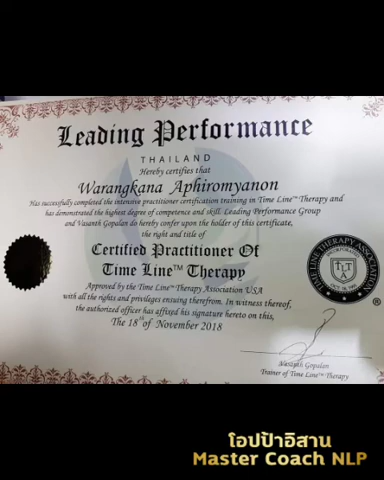 Leading Performance
THAILAND
Hereby certifies that
Warangkana Aphiromyanon
Has successfully completed the intensive practitioner certification training in Time Line™ Therapy and
has demonstrated the highest degree of competence and skill. Leading Performance Group
and Vasanth Gopalan do hereby confer upon the holder of this certificate,
the right and title of
Certified Practitioner Of
Time Line™ Therapy
Approved by the Time Line™ Therapy Association USA
with all the rights and privileges ensuing therefrom. In witness thereof,
the authorized officer has affixed his signature hereto on this,
The 18th of November 2018
TIME LINE THERAPY ASSOCIATION
INCORPORATED
TLT
®
Vasanth Gopalan
Trainer of Time Line™ Therapy
โอปป้าอิสาน
Master Coach NLP